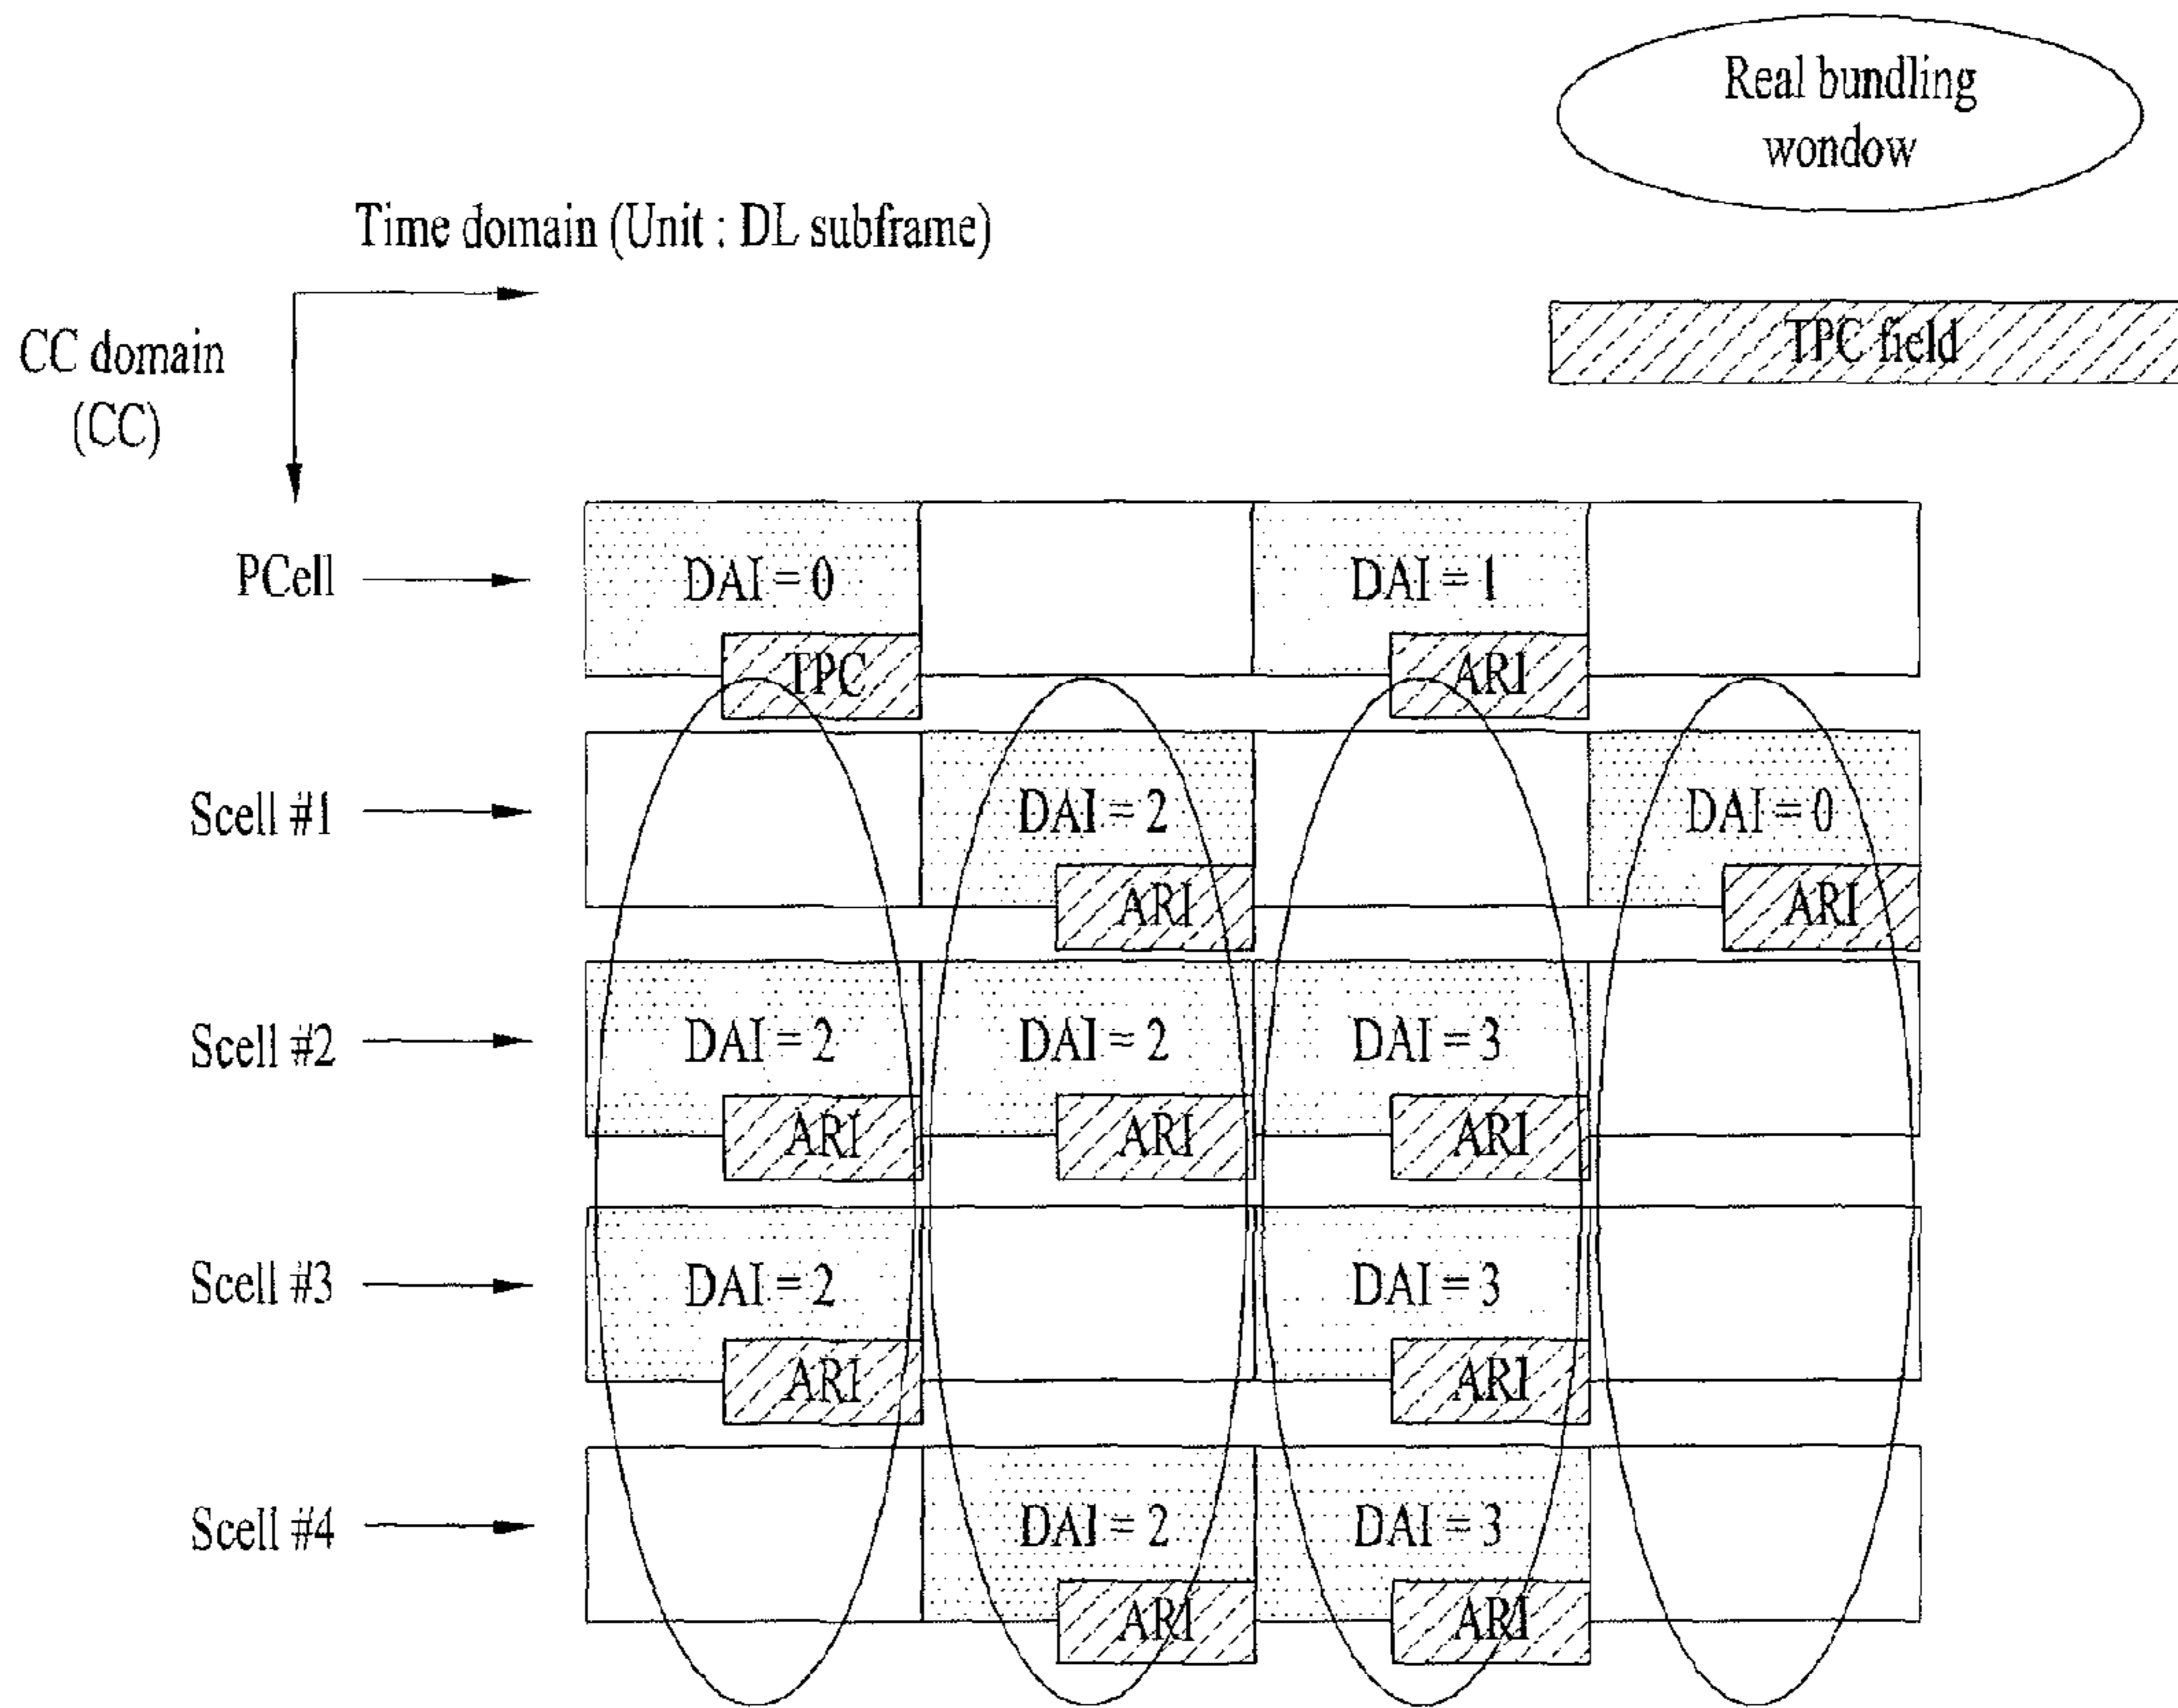 Real bundling
wondow
Time domain (Unit : DL subframe)
TPC field
CC domain
(CC)
PCell
DAI = 0
DAI = 1
TPC
ARI
Scell #1
DAI = 2
DAI = 0
ARI
ARI
Scell #2
DAI = 2
DAI = 2
DAI = 3
ARI
ARI
ARI
Scell #3
DAI = 2
DAI = 3
ARI
ARI
Scell #4
DAI = 2
DAI = 3
ARI
ARI